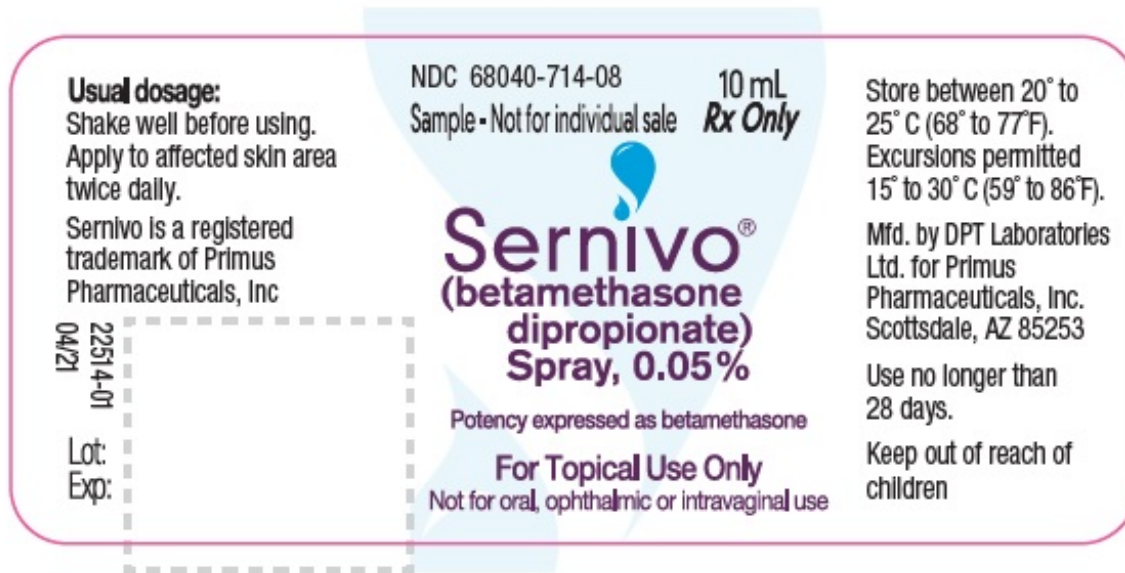 Usual dosage:
Shake well before using.
Apply to affected skin area
twice daily.
Sernivo is a registered
trademark of Primus
Pharmaceuticals, Inc
22514-01
04/21
Lot:
Exp:
NDC 68040-714-08
10 mL
Sample - Not for individual sale
Rx Only
Sernivo®
(betamethasone
dipropionate)
Spray, 0.05%
Potency expressed as betamethasone
For Topical Use Only
Not for oral, ophthalmic or intravaginal use
Store between 20° to
25° C (68° to 77°F).
Excursions permitted
15° to 30° C (59° to 86°F).
Mfd. by DPT Laboratories
Ltd. for Primus
Pharmaceuticals, Inc.
Scottsdale, AZ 85253
Use no longer than
28 days.
Keep out of reach of
children